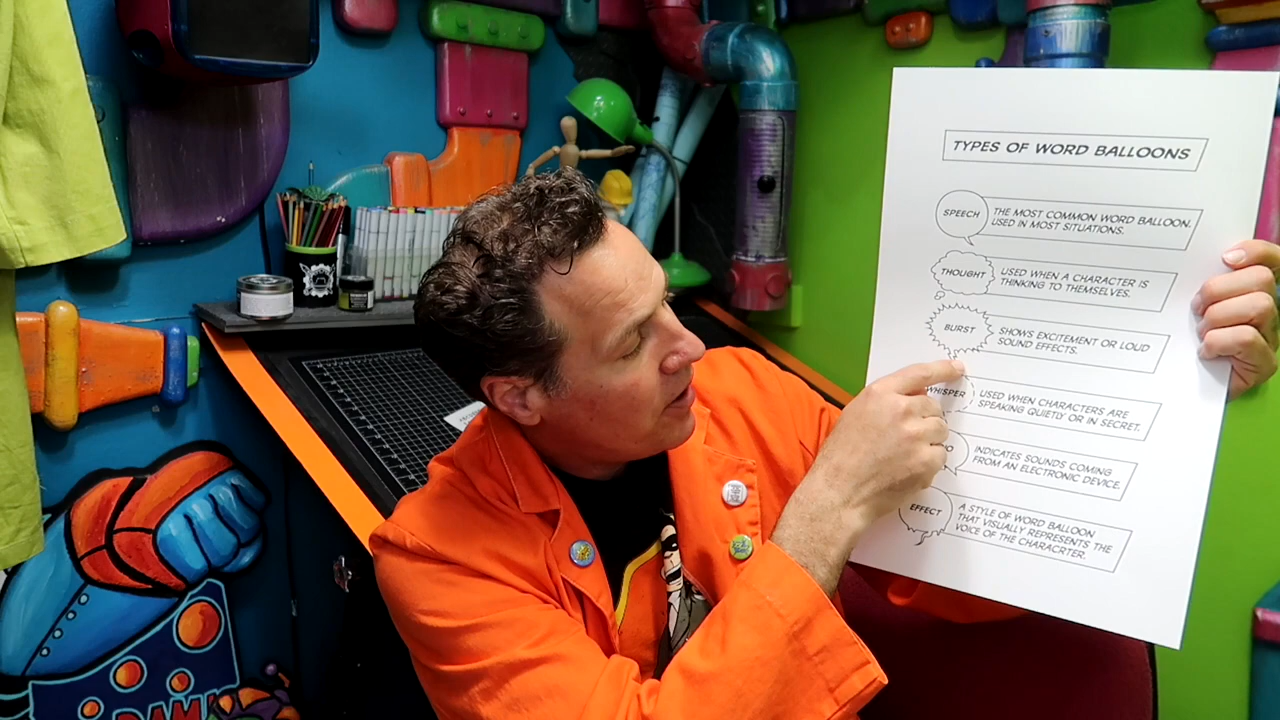 TYPES OF WORD BALLOONS
SPEECH
THE MOST COMMON WORD BALLOON.
USED IN MOST SITUATIONS.
THOUGHT
USED WHEN A CHARACTER IS
THINKING TO THEMSELVES.
BURST
SHOWS EXCITEMENT OR LOUD
SOUND EFFECTS.
WHISPER
USED WHEN CHARACTERS ARE
SPEAKING QUIETLY OR IN SECRET.
INDICATES SOUNDS COMING
FROM AN ELECTRONIC DEVICE.
EFFECT
A STYLE OF WORD BALLOON
THAT VISUALLY REPRESENTS THE
VOICE OF THE CHARACRTER.